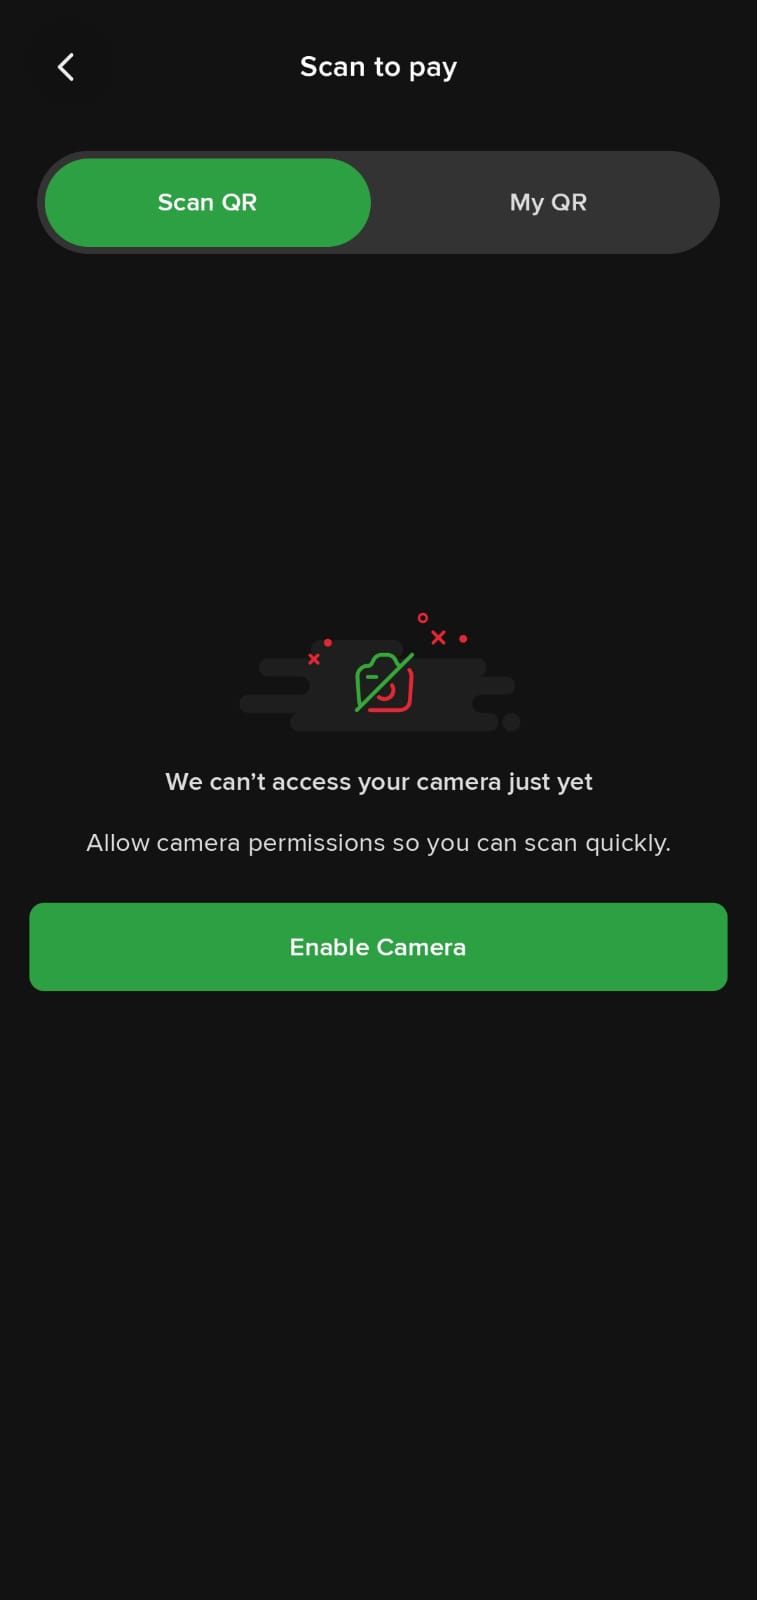 Scan to pay
Scan QR
My QR
We can’t access your camera just yet
Allow camera permissions so you can scan quickly.
Enable Camera